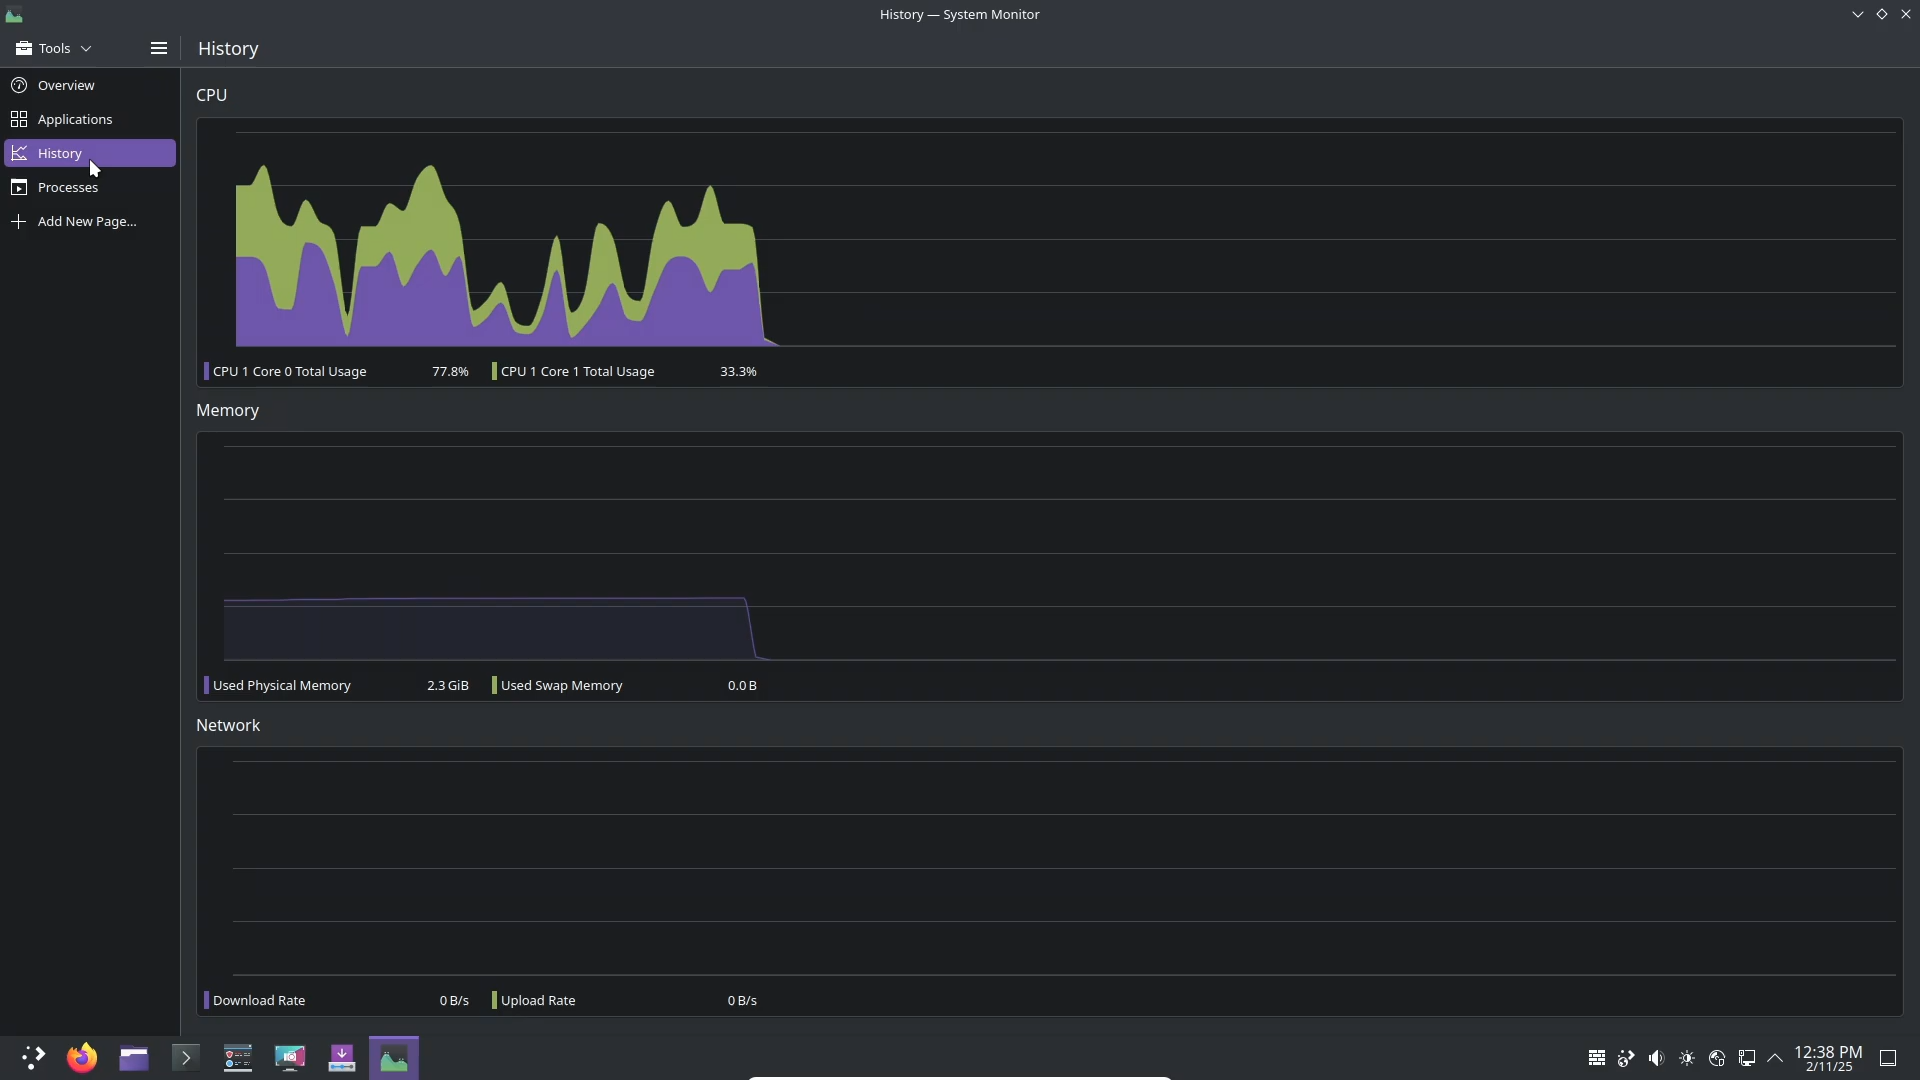 History — System Monitor
Tools
History
Overview
Applications
History
Processes
Add New Page...
CPU
CPU 1 Core 0 Total Usage 77.8% CPU 1 Core 1 Total Usage 33.3%
Memory
Used Physical Memory 2.3 GiB Used Swap Memory 0.0 B
Network
Download Rate 0 B/s Upload Rate 0 B/s
12:38 PM
2/11/25